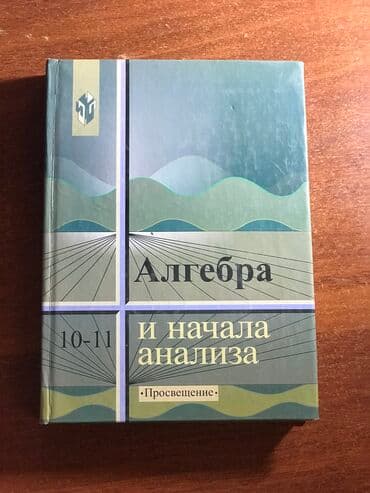 Алгебра
10-11
и начала
анализа
•Просвещение•